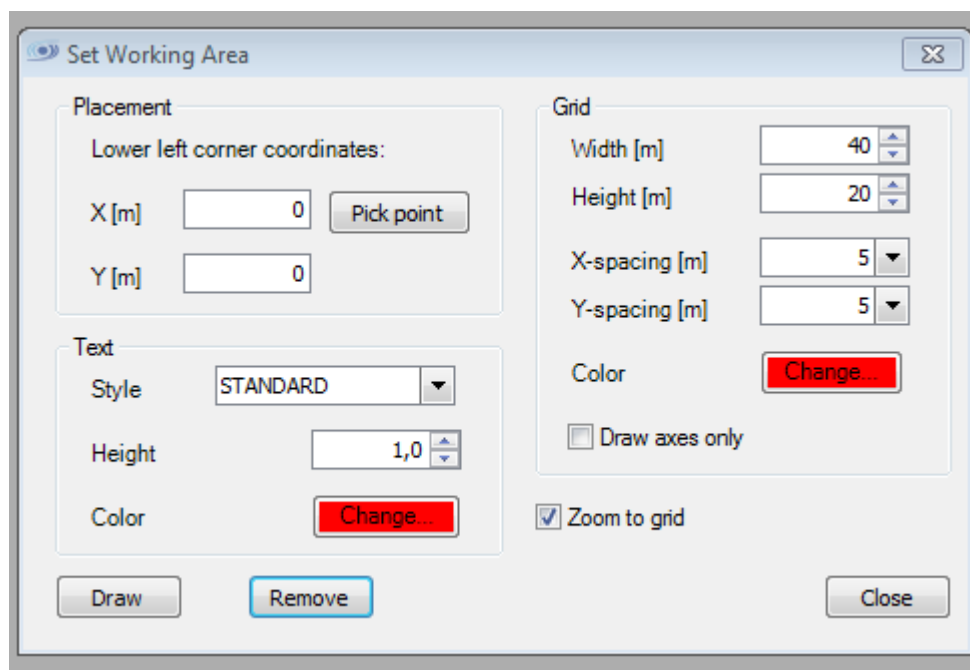 Set Working Area
Placement
Lower left corner coordinates:
X [m] 0 Pick point
Y [m] 0
Text
Style STANDARD
Height 1,0
Color Change...
Grid
Width [m] 40
Height [m] 20
X-spacing [m] 5
Y-spacing [m] 5
Color Change...
Draw axes only
Zoom to grid
Draw Remove Close